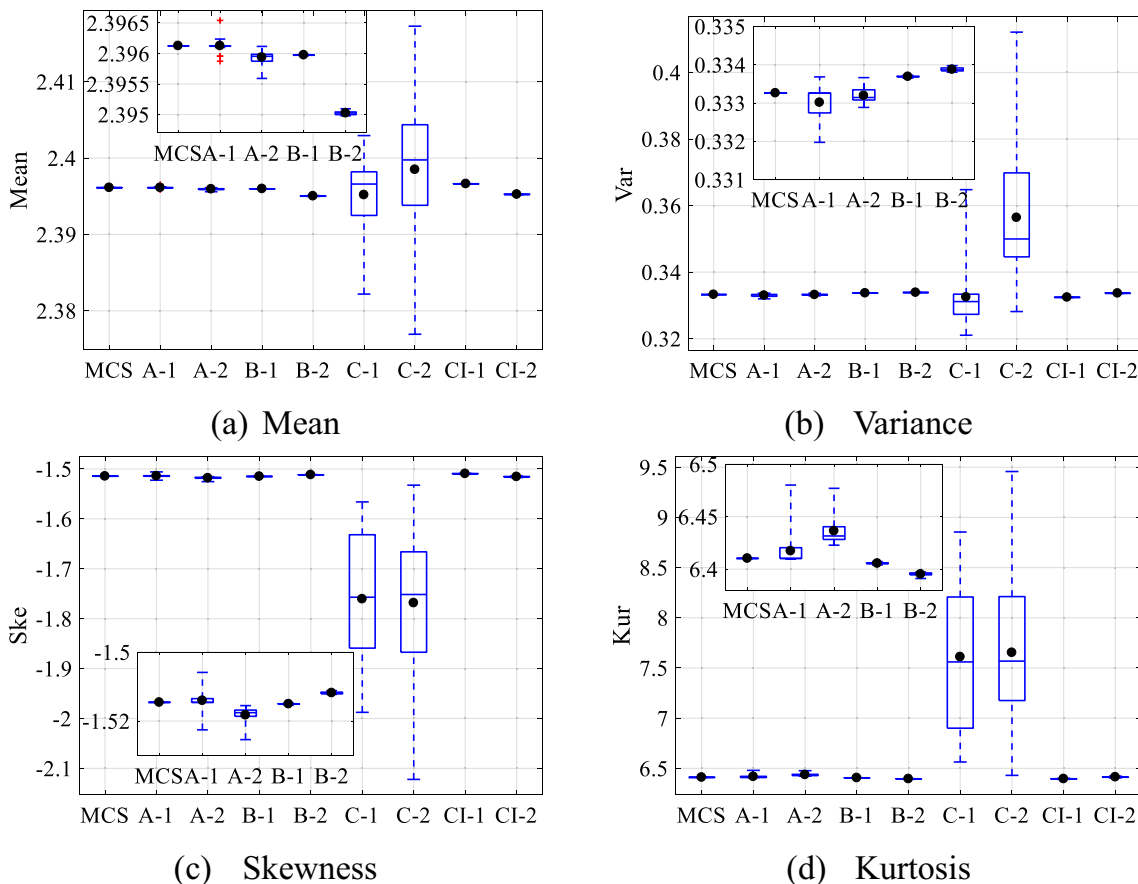 2.3965
2.396
2.3955
2.395
MCS A-1 A-2 B-1 B-2
2.41
2.4
2.39
2.38
Mean
MCS A-1 A-2 B-1 B-2 C-1 C-2 CI-1 CI-2
(a) Mean
0.335
0.334
0.333
0.332
0.331
MCS A-1 A-2 B-1 B-2
0.4
0.38
0.36
0.34
0.32
Var
MCS A-1 A-2 B-1 B-2 C-1 C-2 CI-1 CI-2
(b) Variance
-1.5
-1.6
-1.7
-1.8
-1.9
-2
-2.1
Ske
-1.5
-1.52
MCS A-1 A-2 B-1 B-2
MCS A-1 A-2 B-1 B-2 C-1 C-2 CI-1 CI-2
(c) Skewness
9.5
9
8.5
8
7.5
7
6.5
Kur
6.5
6.45
6.4
MCS A-1 A-2 B-1 B-2
MCS A-1 A-2 B-1 B-2 C-1 C-2 CI-1 CI-2
(d) Kurtosis